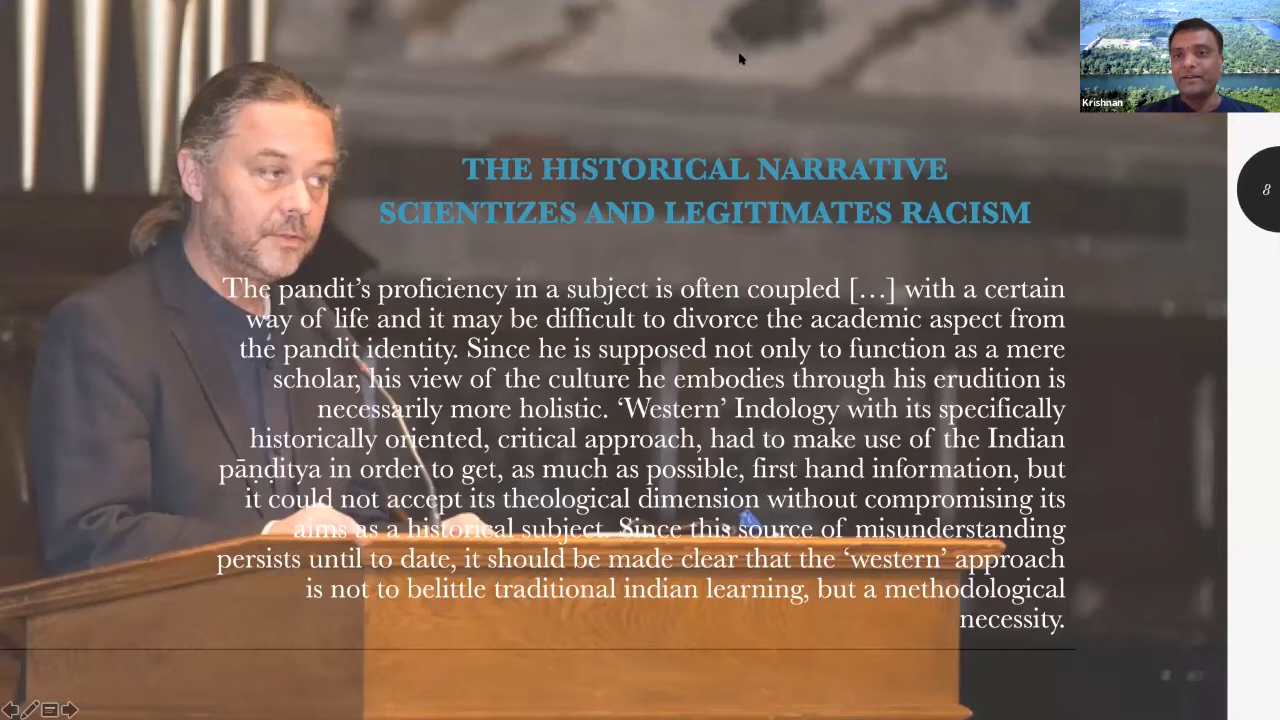 Krishnan
THE HISTORICAL NARRATIVE
SCIENTIZES AND LEGITIMATES RACISM
8
The pandit’s proficiency in a subject is often coupled […] with a certain
way of life and it may be difficult to divorce the academic aspect from
the pandit identity. Since he is supposed not only to function as a mere
scholar, his view of the culture he embodies through his erudition is
necessarily more holistic. ‘Western’ Indology with its specifically
historically oriented, critical approach, had to make use of the Indian
pāṇḍitya in order to get, as much as possible, first hand information, but
it could not accept its theological dimension without compromising its
aims as a historical subject. Since this source of misunderstanding
persists until to date, it should be made clear that the ‘western’ approach
is not to belittle traditional indian learning, but a methodological
necessity.